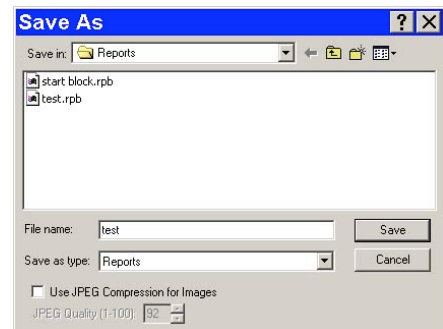 Save As
Save in: Reports
start block.rpb
test.rpb
File name: test Save
Save as type: Reports Cancel
Use JPEG Compression for Images
JPEG Quality (1-100): 92